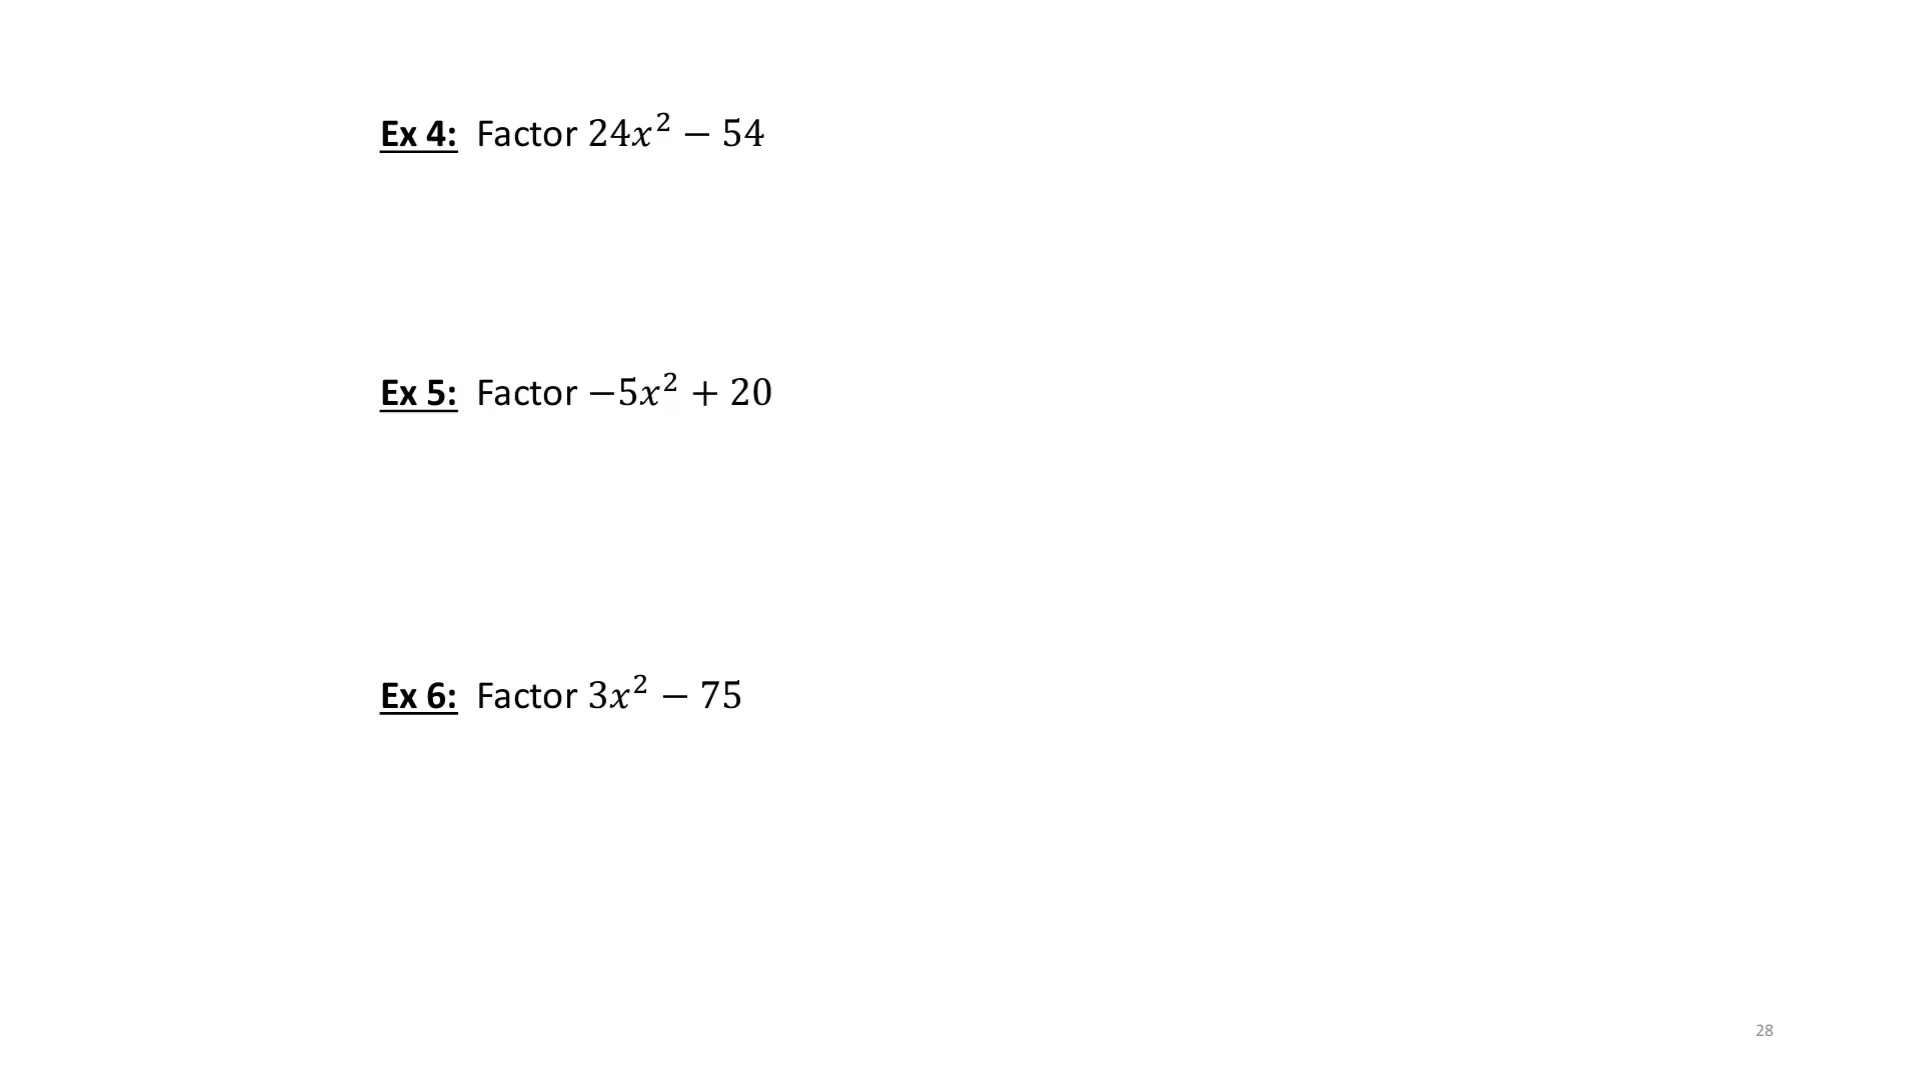 Ex 4: Factor 24𝑥² − 54
Ex 5: Factor −5𝑥² + 20
Ex 6: Factor 3𝑥² − 75
28